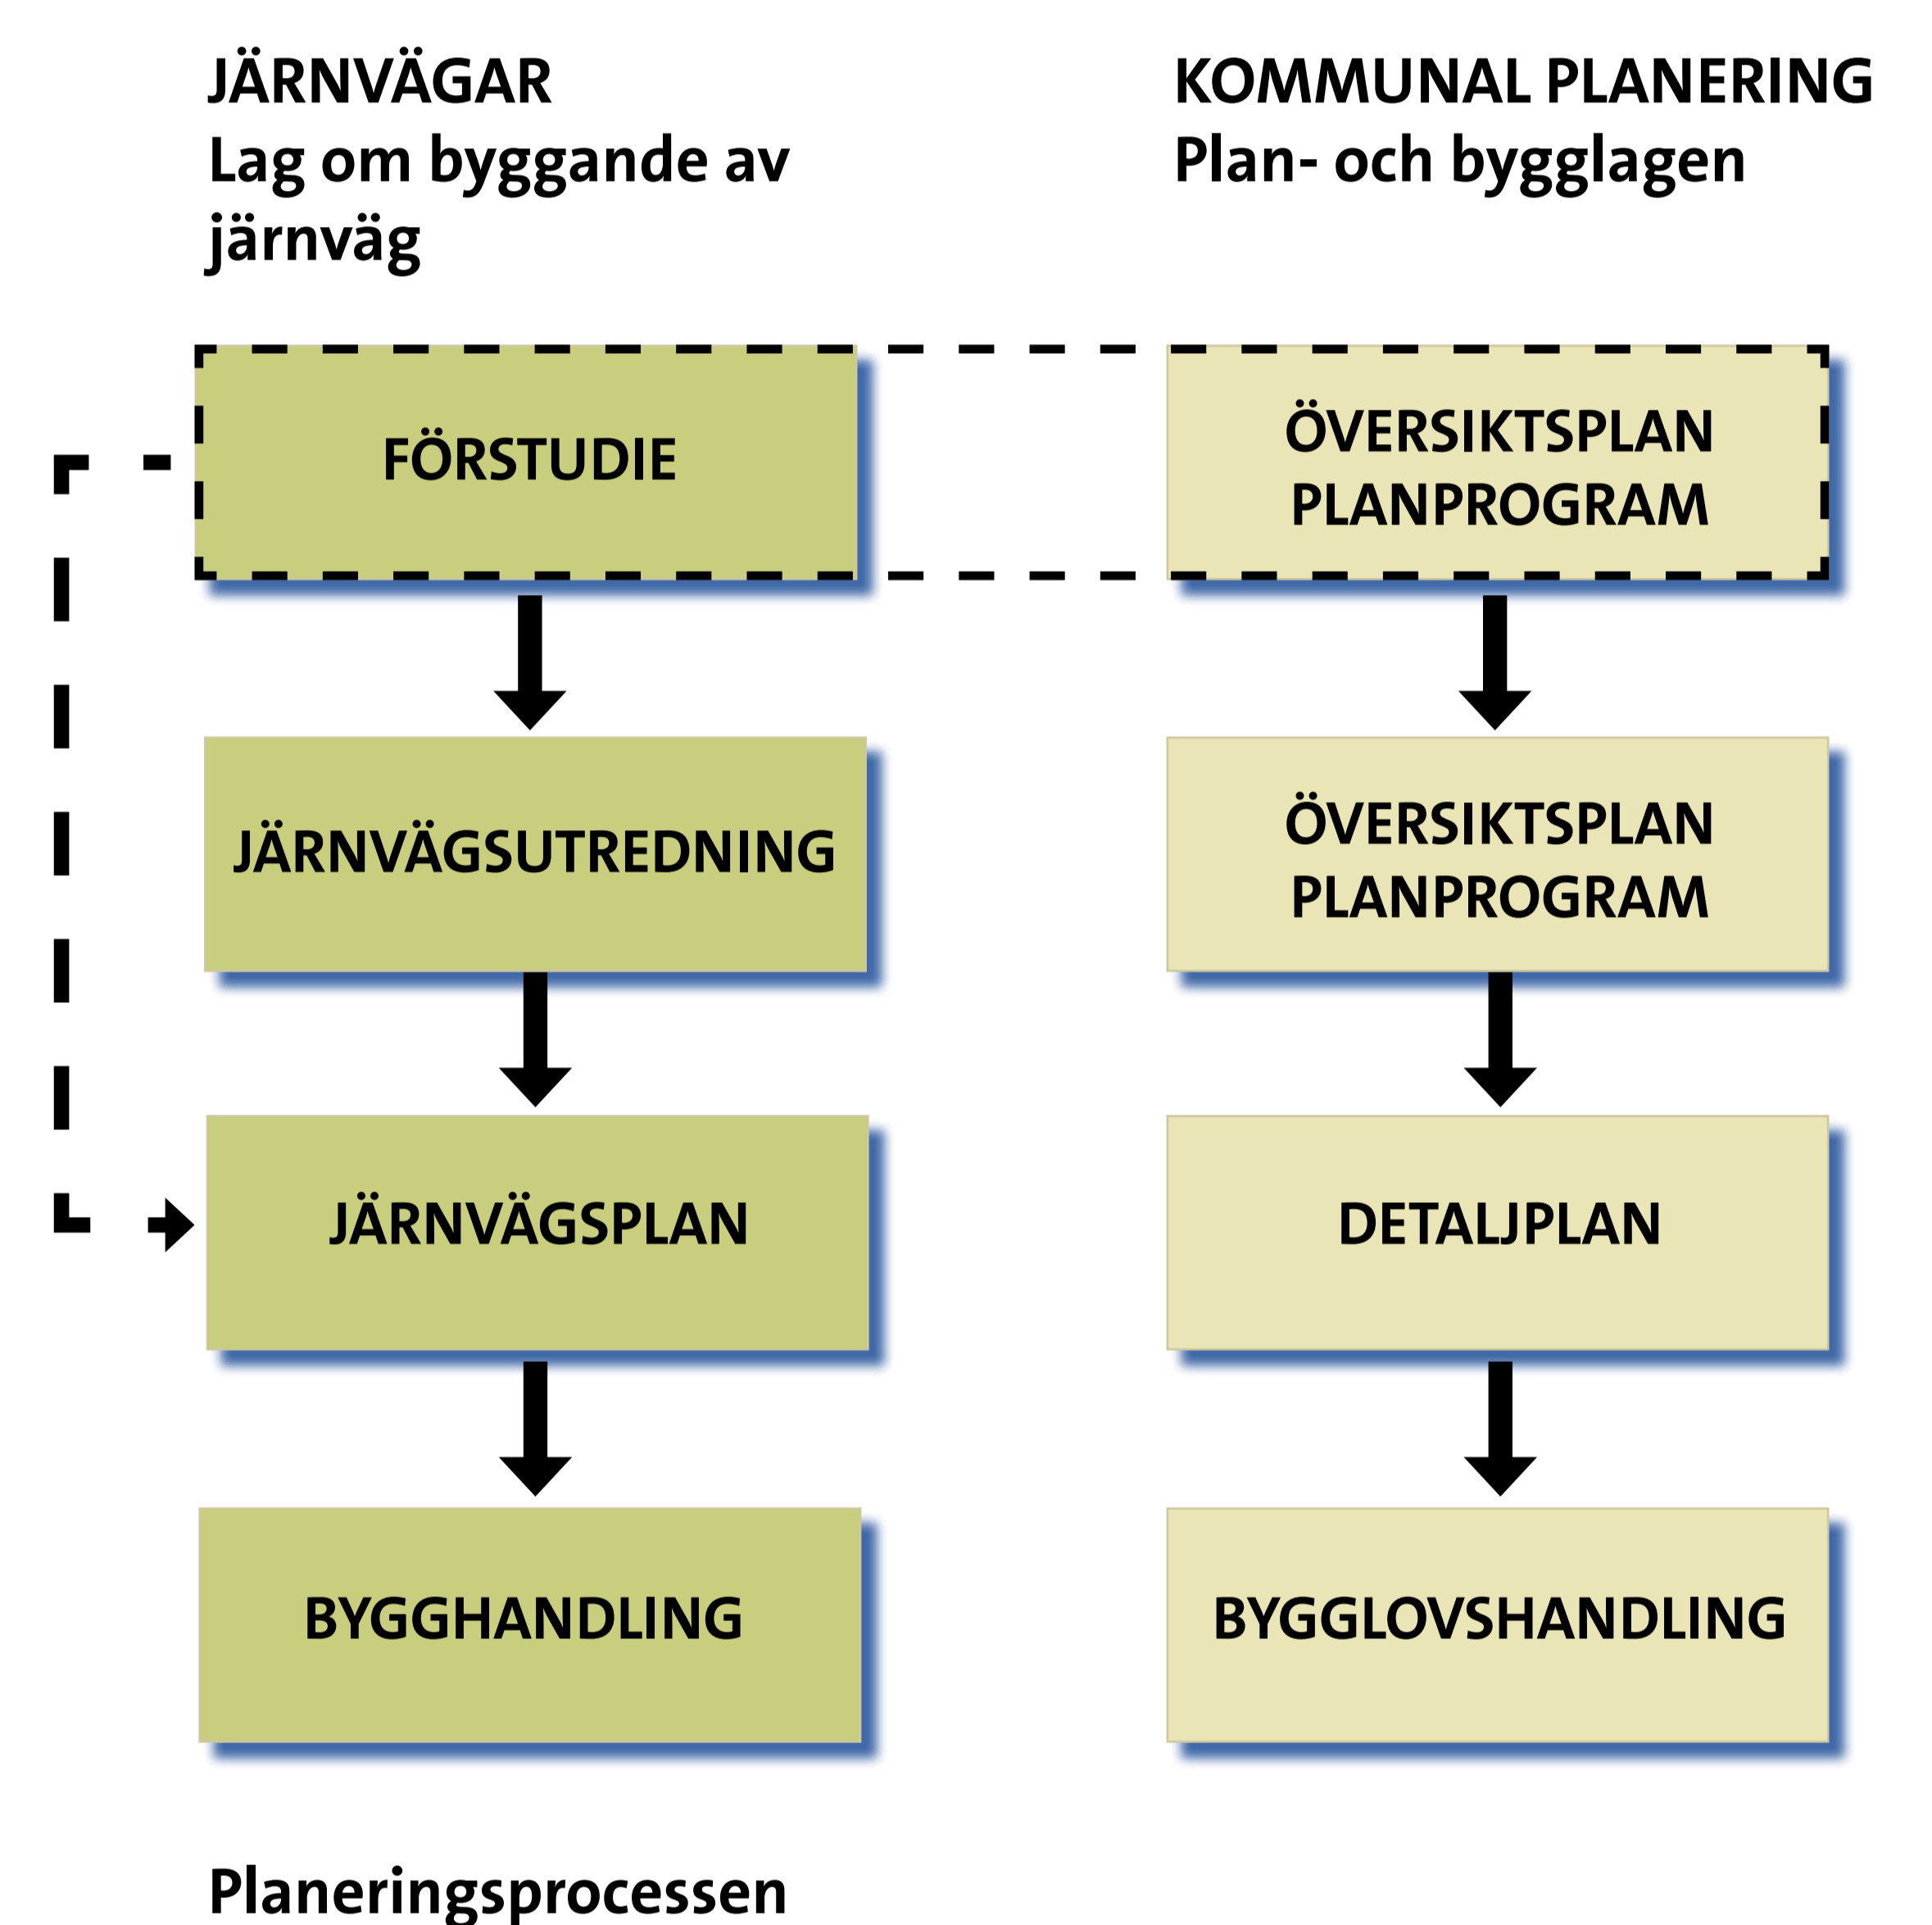 JÄRNVÄGAR
Lag om byggande av
järnväg
KOMMUNAL PLANERING
Plan- och bygglagen
FÖRSTUDIE
ÖVERSIKTSPLAN
PLANPROGRAM
JÄRNVÄGSUTREDNING
ÖVERSIKTSPLAN
PLANPROGRAM
JÄRNVÄGSPLAN
DETALJPLAN
BYGGHANDLING
BYGGLOVSHANDLING
Planeringsprocessen